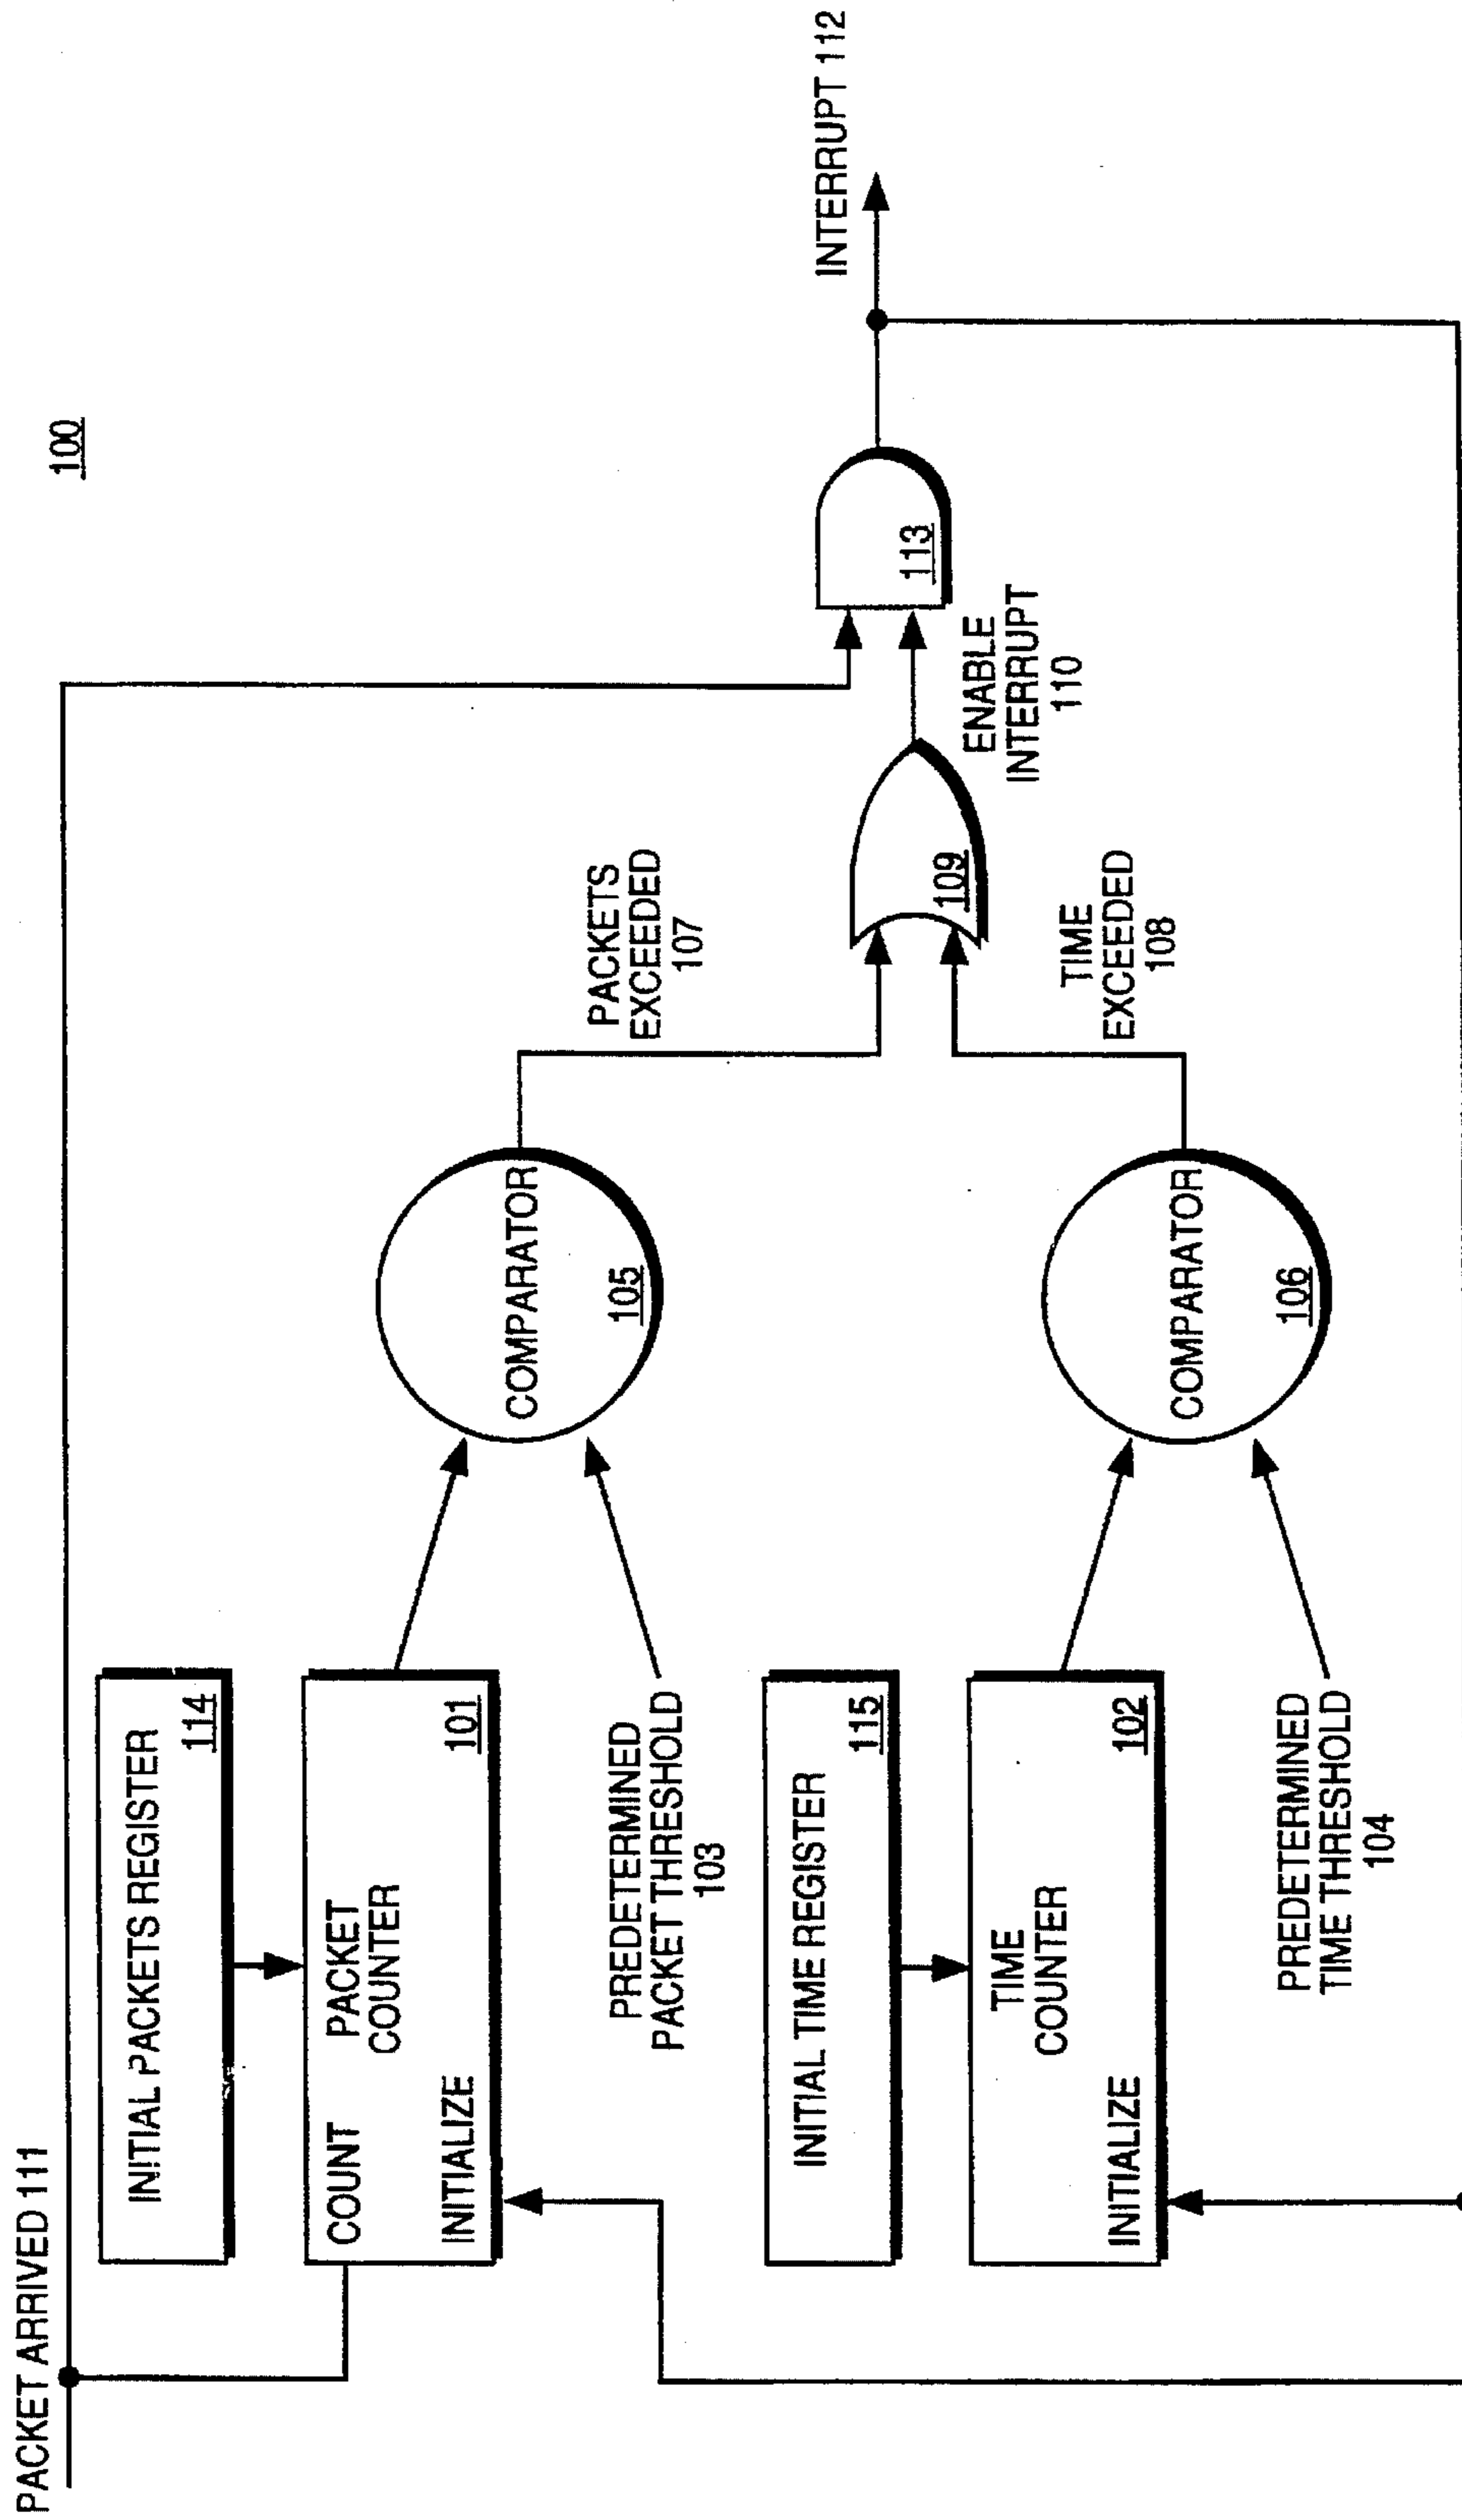 100
PACKET ARRIVED 111
INITIAL PACKETS REGISTER
114
COUNT
PACKET
COUNTER
INITIALIZE
101
PREDETERMINED
PACKET THRESHOLD
103
COMPARATOR
105
PACKETS
EXCEEDED
107
INITIAL TIME REGISTER
115
TIME
COUNTER
INITIALIZE
102
PREDETERMINED
TIME THRESHOLD
104
COMPARATOR
106
TIME
EXCEEDED
108
109
ENABLE
INTERRUPT
110
113
INTERRUPT 112